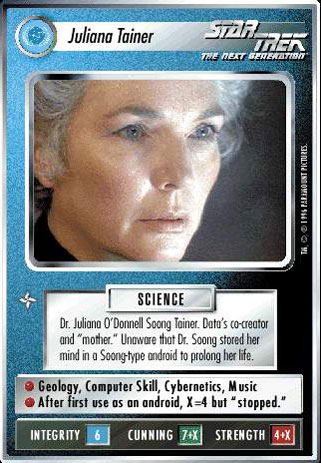 Juliana Tainer
STAR TREK
THE NEXT GENERATION
TM & © 1996 PARAMOUNT PICTURES.
SCIENCE
Dr. Juliana O'Donnell Soong Tainer. Data's co-creator
and "mother." Unaware that Dr. Soong stored her
mind in a Soong-type android to prolong her life.
Geology, Computer Skill, Cybernetics, Music
After first use as an android, X=4 but "stopped."
INTEGRITY 6 CUNNING 7+X STRENGTH 4+X